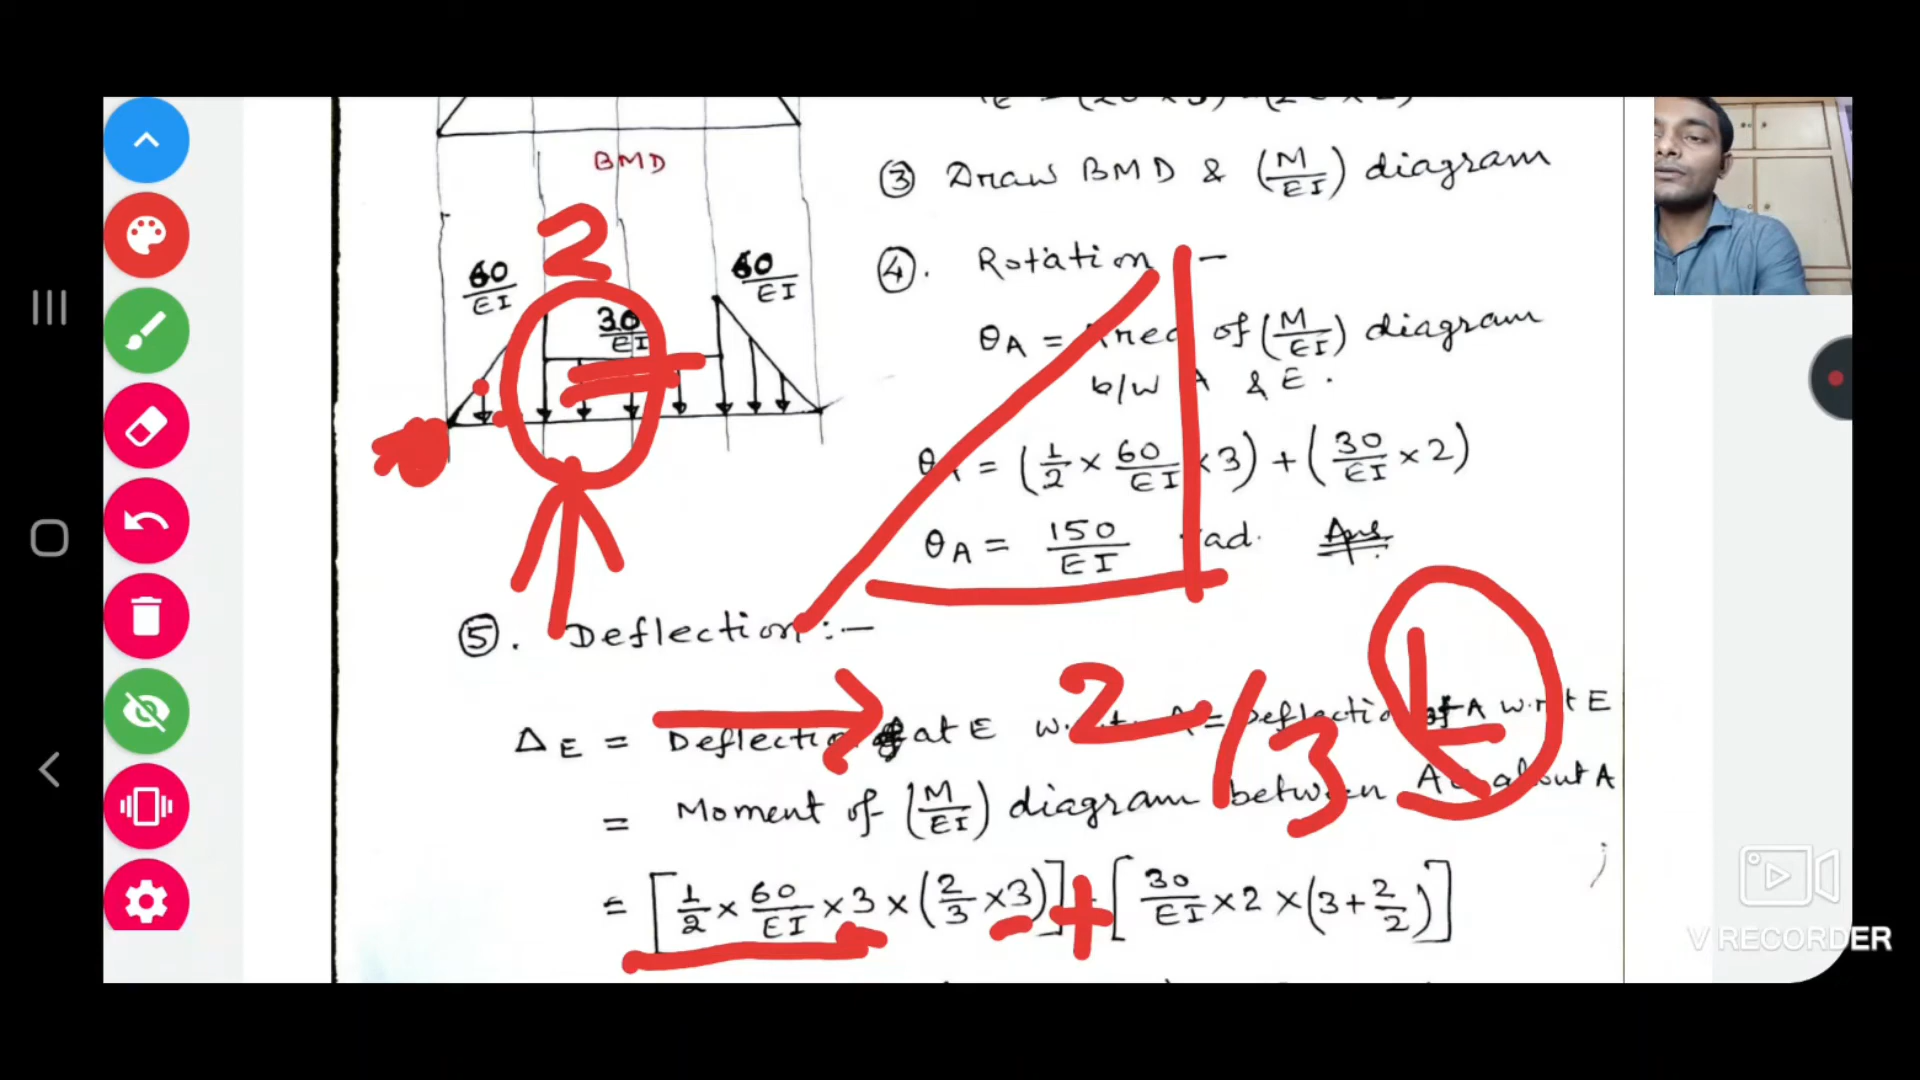 BMD
③ Draw BMD & (M/EI) diagram
60/EI
2
60/EI
30/EI
④. Rotation :-
θA = Area of (M/EI) diagram
b/w A & E.
θA = (1/2 × 60/EI × 3) + (30/EI × 2)
θA = 150/EI rad. Ans.
⑤. Deflection :-
2/3 L
ΔE = Deflection at E w.r.t A = Deflection of A w.r.t E
= Moment of (M/EI) diagram between A about A
= [1/2 × 60/EI × 3 × (2/3 × 3)] + [30/EI × 2 × (3 + 2/2)]
V RECORDER